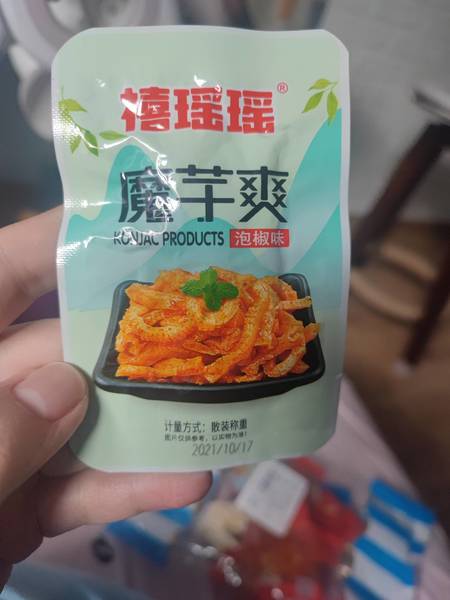 禧瑶瑶®
魔芋爽
KONJAC PRODUCTS 泡椒味
计量方式：散装称重
图片仅供参考，以实物为准！
2021/10/17